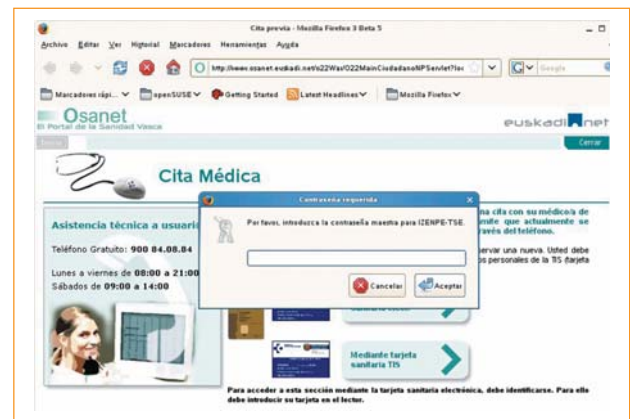 Cita previa - Mozilla Firefox 3 Beta 5
Archivo Editar Ver Historial Marcadores Herramientas Ayuda
Google
Marcadores rápi... openSUSE Getting Started Latest Headlines Mozilla Firefox
Osanet
El Portal de la Sanidad Vasca
euskadi.net
Cerrar
Cita Médica
Contraseña requerida
Por favor, introduzca la contraseña maestra para IZENPE-TSE.
Cancelar Aceptar
Asistencia técnica a usuari
Teléfono Gratuito: 900 84.08.84
Lunes a viernes de 08:00 a 21:00
Sábados de 09:00 a 14:00
na cita con su médico/a de
ámite que actualmente se
ravés del teléfono.
servar una nueva. Usted debe
os personales de la TIS (tarjeta
Mediante tarjeta
sanitaria TIS
Para acceder a esta sección mediante la tarjeta sanitaria electrónica, debe identificarse. Para ello
debe introducir su tarjeta en el lector.